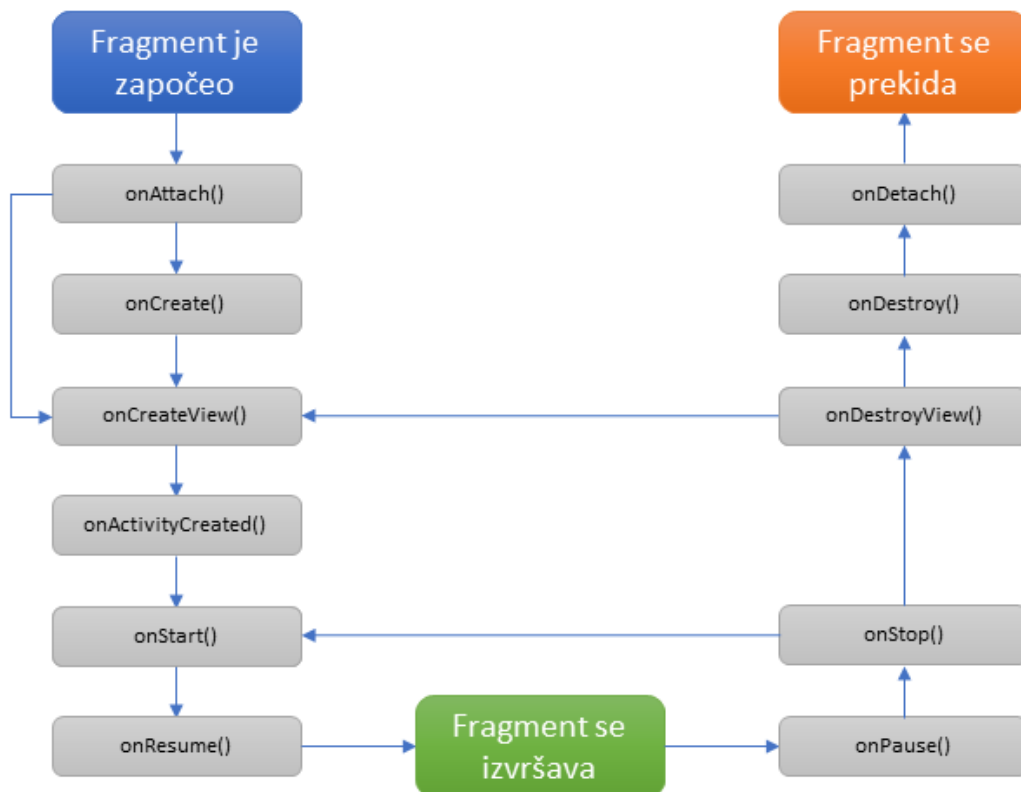 Fragment je
započeo
onAttach()
onCreate()
onCreateView()
onActivityCreated()
onStart()
onResume()
Fragment se
izvršava
Fragment se
prekida
onDetach()
onDestroy()
onDestroyView()
onStop()
onPause()